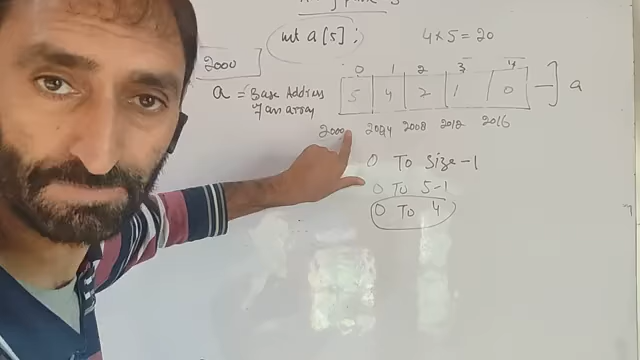 int a[5];
4×5=20
2000
0 1 2 3 4
a = Base Address
of an array
5 4 2 1 0
a
2000 2004 2008 2012 2016
0 To Size-1
0 To 5-1
0 To 4